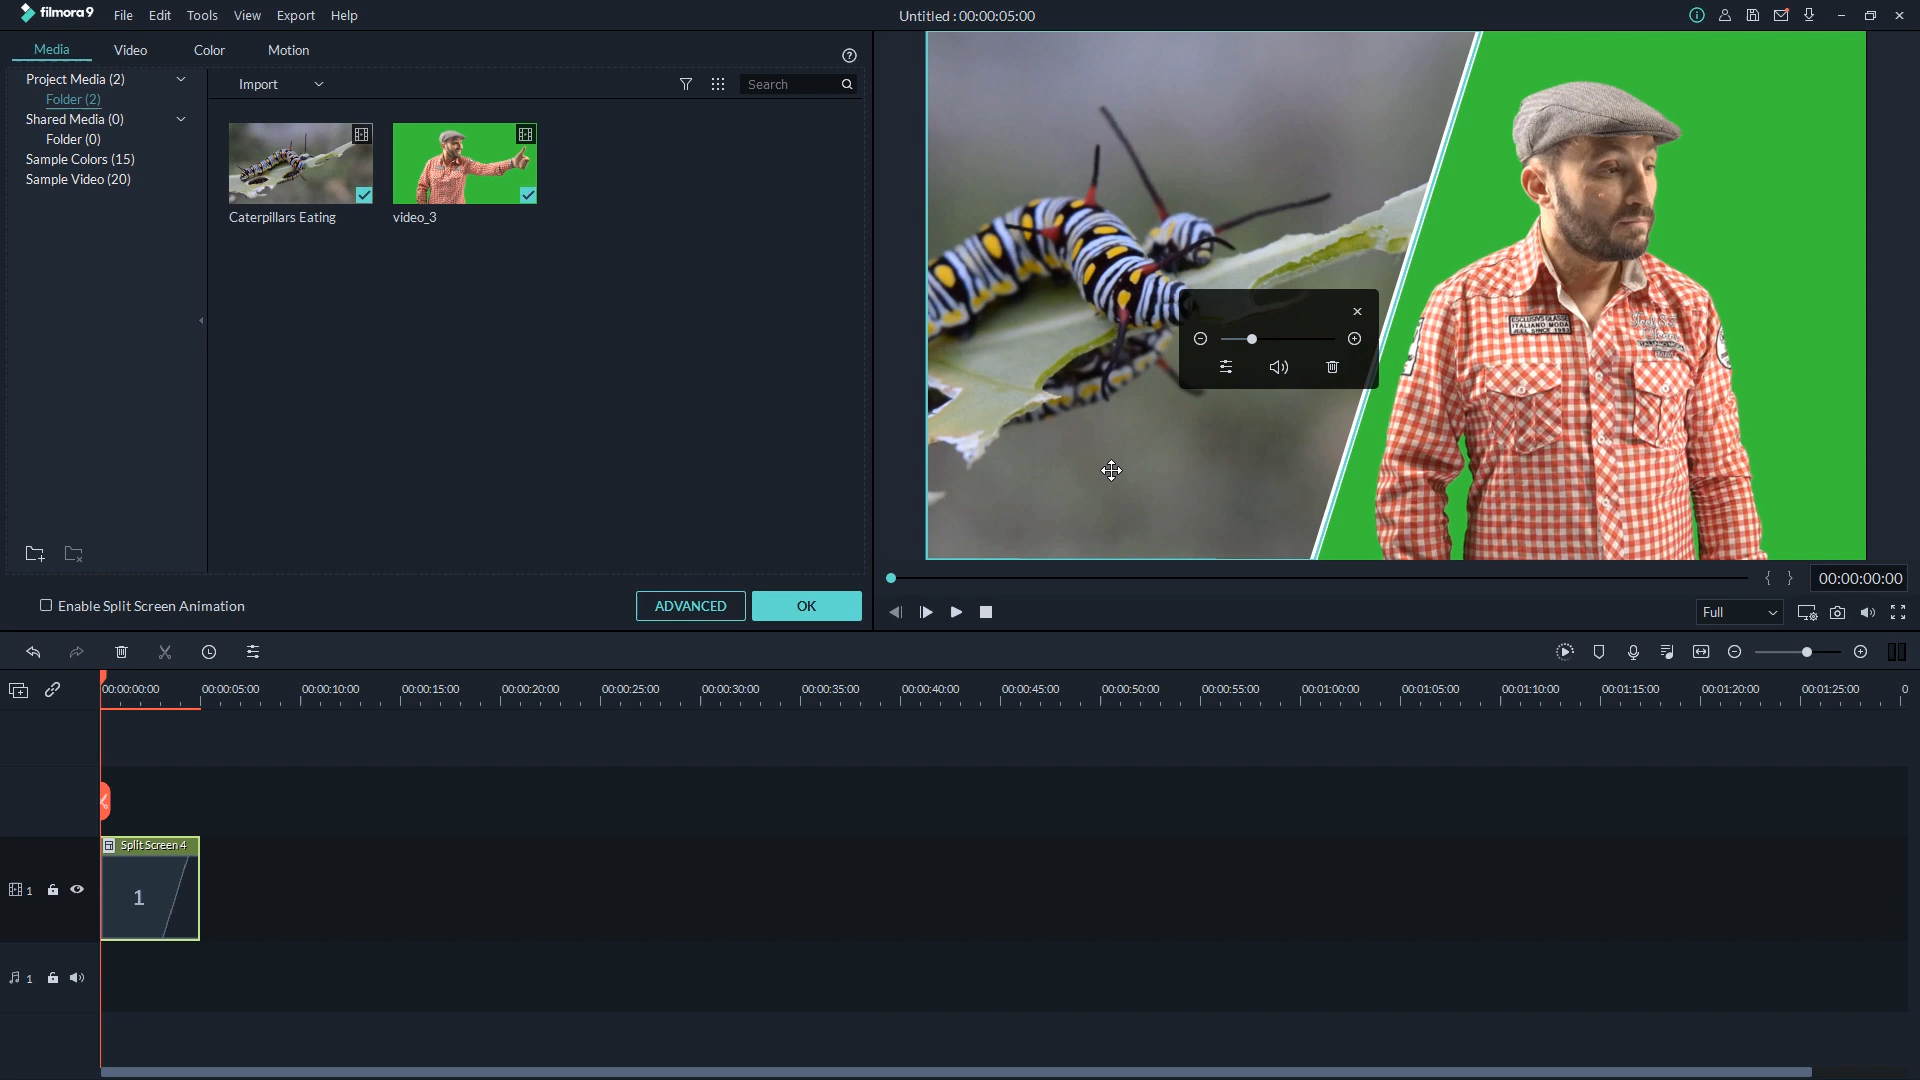 filmora9
File Edit Tools View Export Help
Untitled : 00:00:05:00
Media Video Color Motion
Project Media (2)
Folder (2)
Shared Media (0)
Folder (0)
Sample Colors (15)
Sample Video (20)
Import
Search
Caterpillars Eating
video_3
Enable Split Screen Animation
ADVANCED
OK
ITALIANO MODA
{ }
00:00:00:00
Full
00:00:00:00 00:00:05:00 00:00:10:00 00:00:15:00 00:00:20:00 00:00:25:00 00:00:30:00 00:00:35:00 00:00:40:00 00:00:45:00 00:00:50:00 00:00:55:00 00:01:00:00 00:01:05:00 00:01:10:00 00:01:15:00 00:01:20:00 00:01:25:00 0
Split Screen 4
1
1
1